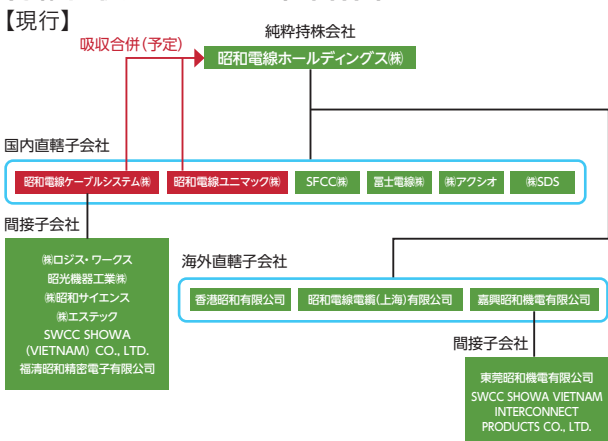 【現行】
純粋持株会社
吸収合併(予定)
昭和電線ホールディングス㈱
国内直轄子会社
昭和電線ケーブルシステム㈱
昭和電線ユニマック㈱
SFCC㈱
冨士電線㈱
㈱アクシオ
㈱SDS
間接子会社
㈱ロジス・ワークス
昭光機器工業㈱
㈱昭和サイエンス
㈱エステック
SWCC SHOWA
(VIETNAM) CO., LTD.
福清昭和精密電子有限公司
海外直轄子会社
香港昭和有限公司
昭和電線電纜(上海)有限公司
嘉興昭和機電有限公司
間接子会社
東莞昭和機電有限公司
SWCC SHOWA VIETNAM
INTERCONNECT
PRODUCTS CO., LTD.